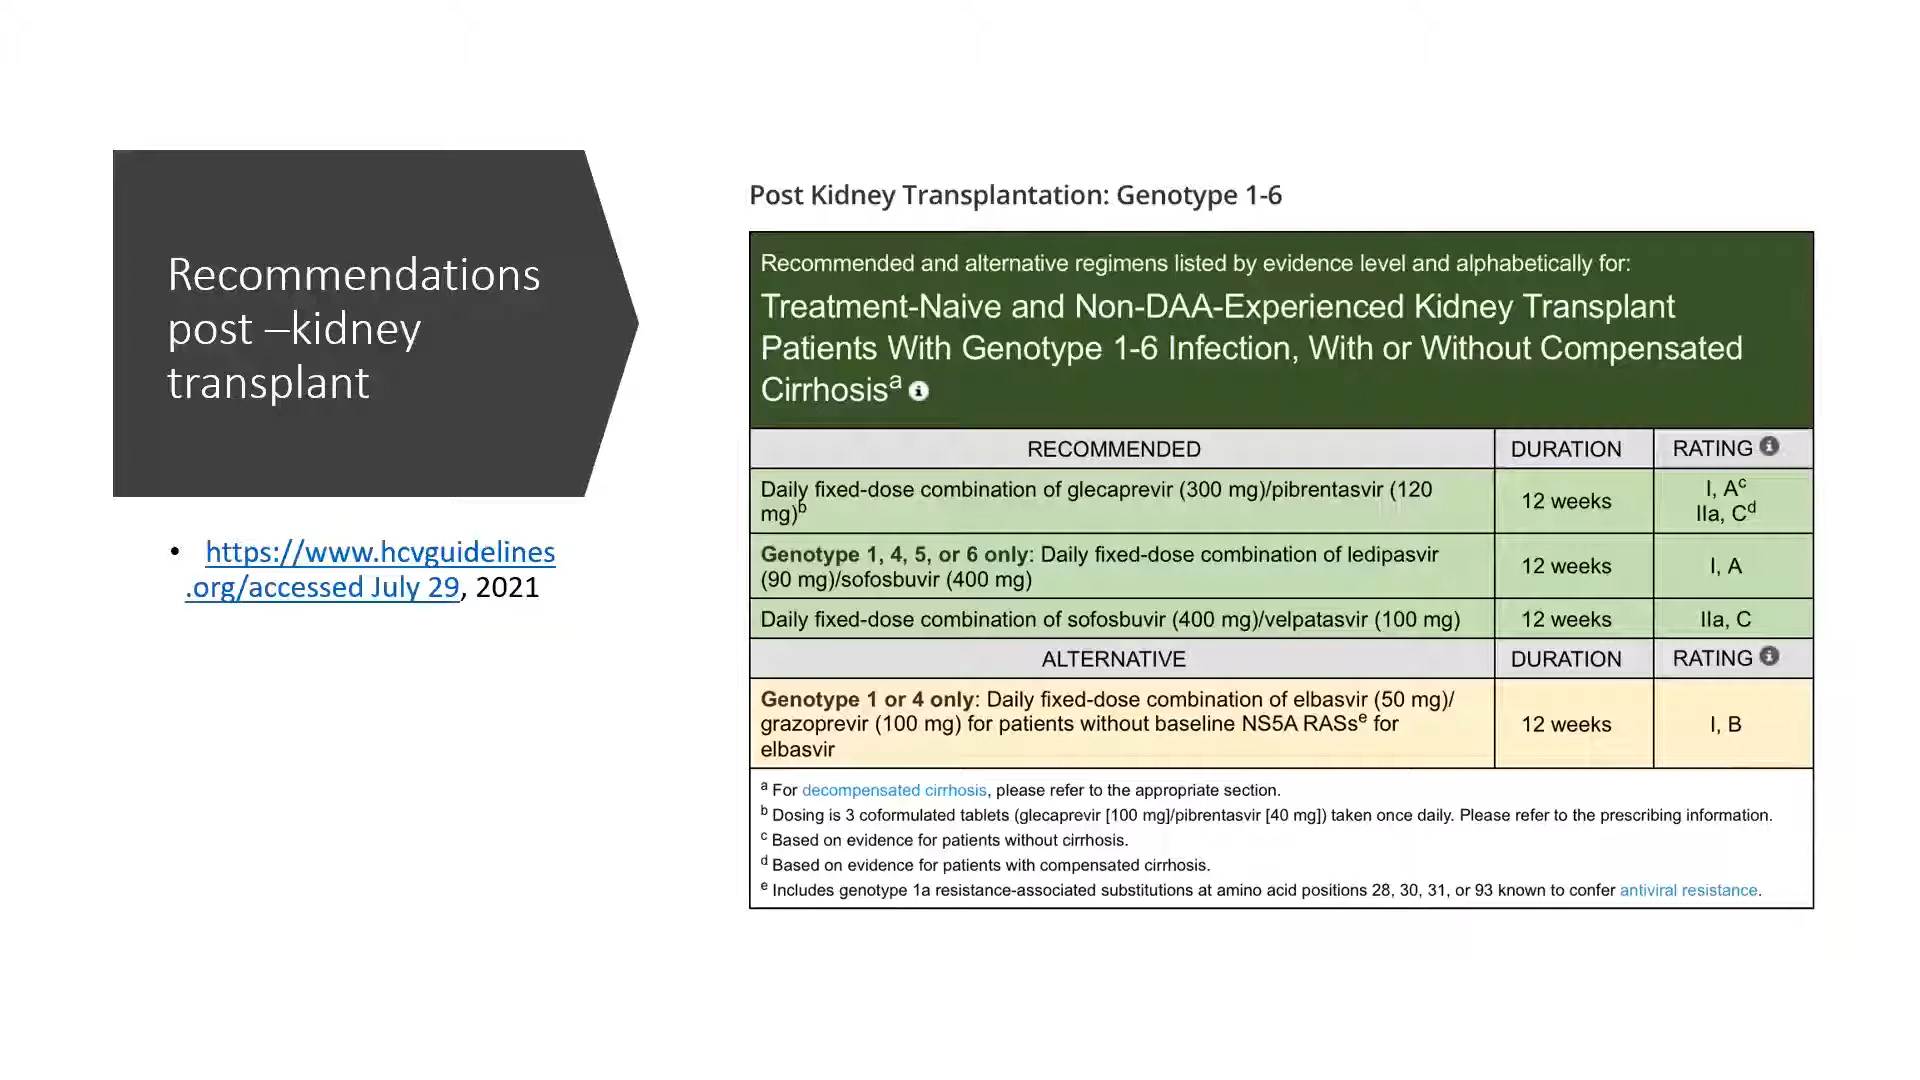 Recommendations
post –kidney
transplant
• https://www.hcvguidelines
.org/accessed July 29, 2021
Post Kidney Transplantation: Genotype 1-6
Recommended and alternative regimens listed by evidence level and alphabetically for:
Treatment-Naive and Non-DAA-Experienced Kidney Transplant
Patients With Genotype 1-6 Infection, With or Without Compensated
Cirrhosisᵃ
RECOMMENDED DURATION RATING
Daily fixed-dose combination of glecaprevir (300 mg)/pibrentasvir (120
mg)ᵇ
12 weeks
I, Aᶜ
IIa, Cᵈ
Genotype 1, 4, 5, or 6 only: Daily fixed-dose combination of ledipasvir
(90 mg)/sofosbuvir (400 mg)
12 weeks
I, A
Daily fixed-dose combination of sofosbuvir (400 mg)/velpatasvir (100 mg) 12 weeks IIa, C
ALTERNATIVE DURATION RATING
Genotype 1 or 4 only: Daily fixed-dose combination of elbasvir (50 mg)/
grazoprevir (100 mg) for patients without baseline NS5A RASsᵉ for
elbasvir
12 weeks
I, B
ᵃ For decompensated cirrhosis, please refer to the appropriate section.
ᵇ Dosing is 3 coformulated tablets (glecaprevir [100 mg]/pibrentasvir [40 mg]) taken once daily. Please refer to the prescribing information.
ᶜ Based on evidence for patients without cirrhosis.
ᵈ Based on evidence for patients with compensated cirrhosis.
ᵉ Includes genotype 1a resistance-associated substitutions at amino acid positions 28, 30, 31, or 93 known to confer antiviral resistance.